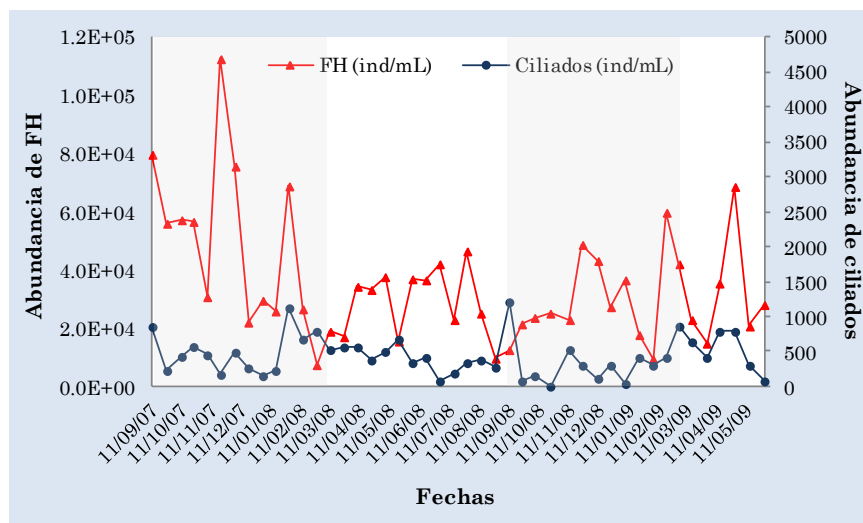 FH (ind/mL)
Ciliados (ind/mL)
Abundancia de FH
1.2E+05
1.0E+05
8.0E+04
6.0E+04
4.0E+04
2.0E+04
0.0E+00
5000
4500
4000
3500
3000
2500
2000
1500
1000
500
0
Abundancia de ciliados
11/09/07
11/10/07
11/11/07
11/12/07
11/01/08
11/02/08
11/03/08
11/04/08
11/05/08
11/06/08
11/07/08
11/08/08
11/09/08
11/10/08
11/11/08
11/12/08
11/01/09
11/02/09
11/03/09
11/04/09
11/05/09
Fechas